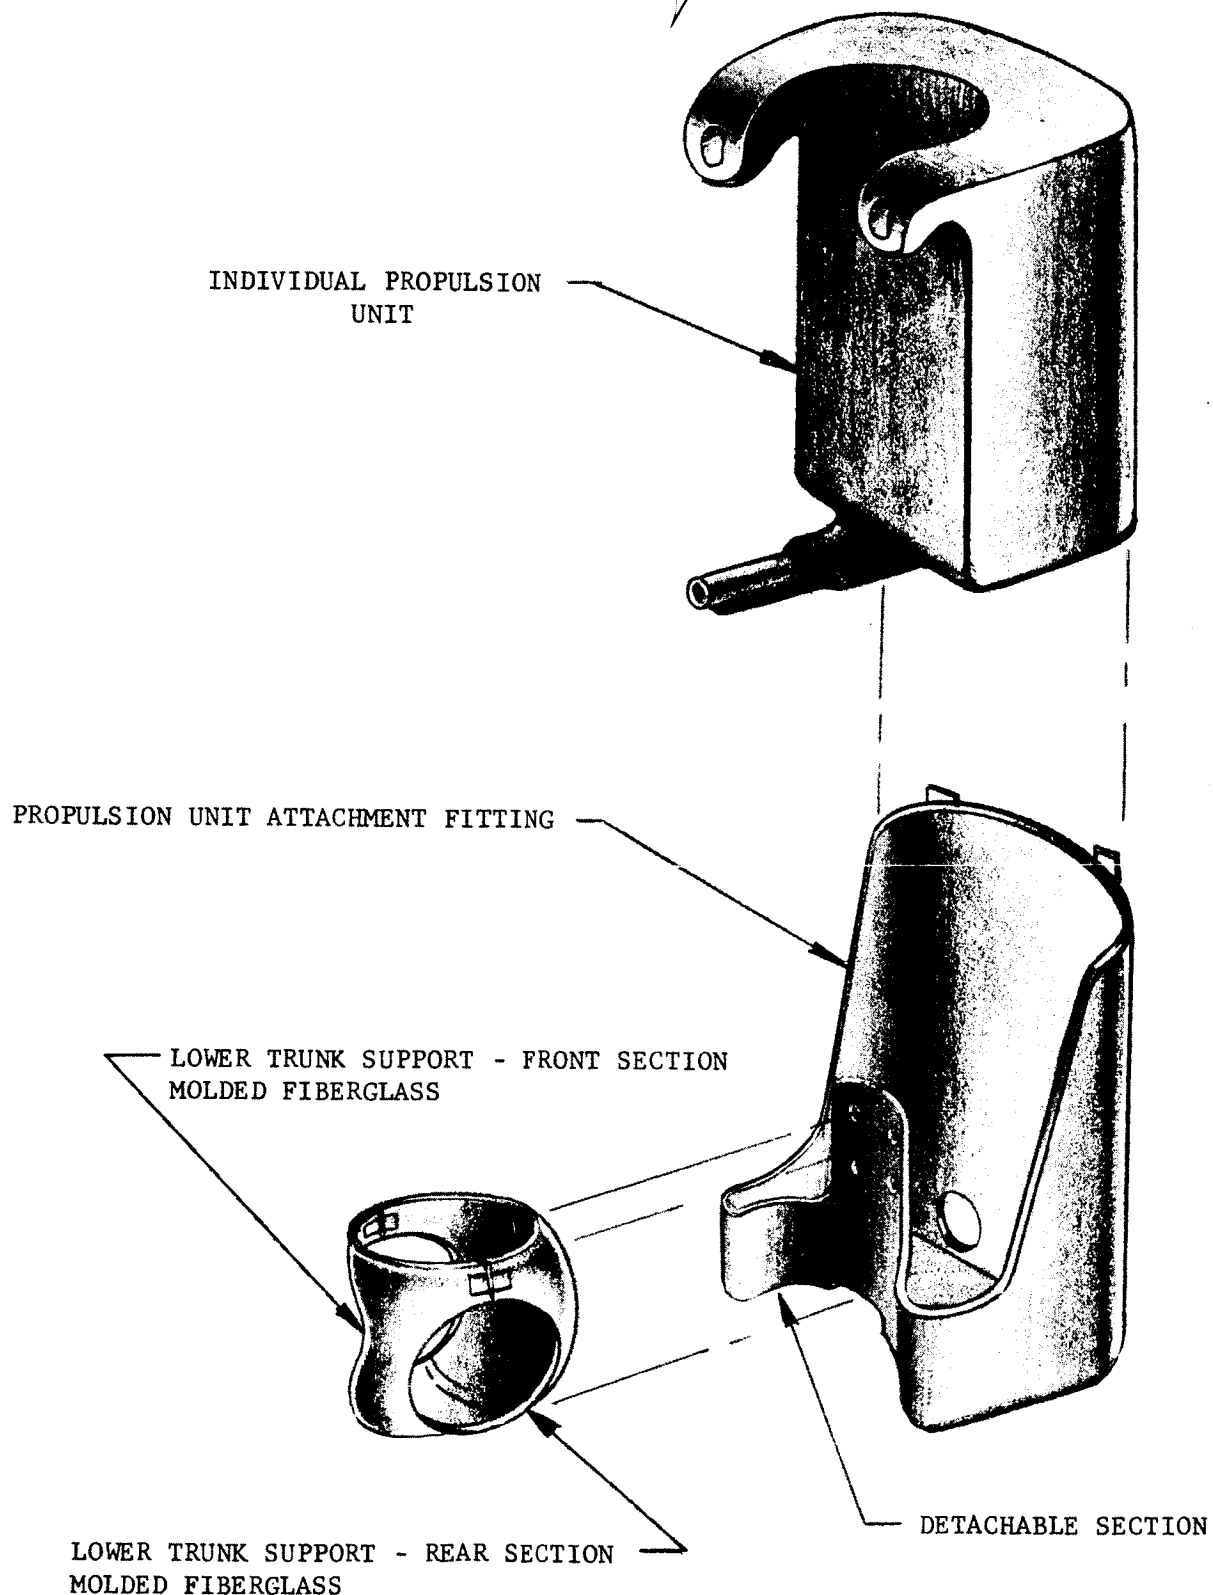 INDIVIDUAL PROPULSION
UNIT
PROPULSION UNIT ATTACHMENT FITTING
LOWER TRUNK SUPPORT - FRONT SECTION
MOLDED FIBERGLASS
DETACHABLE SECTION
LOWER TRUNK SUPPORT - REAR SECTION
MOLDED FIBERGLASS